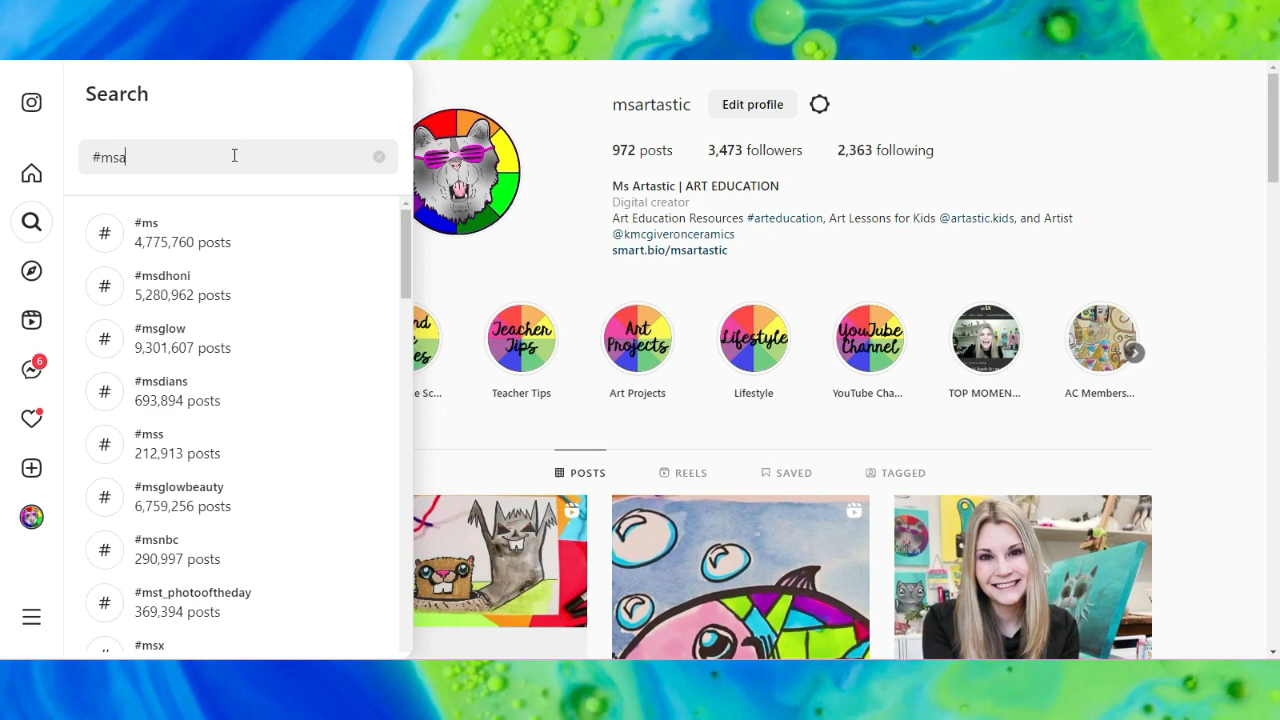 Search
#msa
#ms
4,775,760 posts
#msdhoni
5,280,962 posts
#msglow
9,301,607 posts
#msdians
693,894 posts
#mss
212,913 posts
#msglowbeauty
6,759,256 posts
#msnbc
290,997 posts
#mst_photooftheday
369,394 posts
#msx
6
msartastic
Edit profile
972 posts 3,473 followers 2,363 following
Ms Artastic | ART EDUCATION
Digital creator
Art Education Resources #arteducation, Art Lessons for Kids @artastic.kids, and Artist
@kmcgiveronceramics
smart.bio/msartastic
Teacher
Tips
Art
Projects
Lifestyle
YouTube
Channel
e Sc... Teacher Tips Art Projects Lifestyle YouTube Cha... TOP MOMEN... AC Members...
POSTS REELS SAVED TAGGED